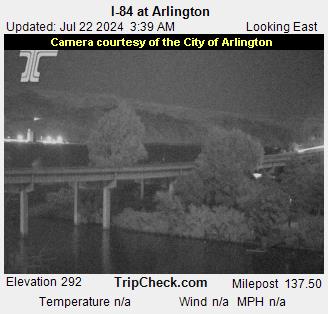 I-84 at Arlington
Updated: Jul 22 2024 3:39 AM Looking East
Camera courtesy of the City of Arlington
Elevation 292 TripCheck.com Milepost 137.50
Temperature n/a Wind n/a MPH n/a